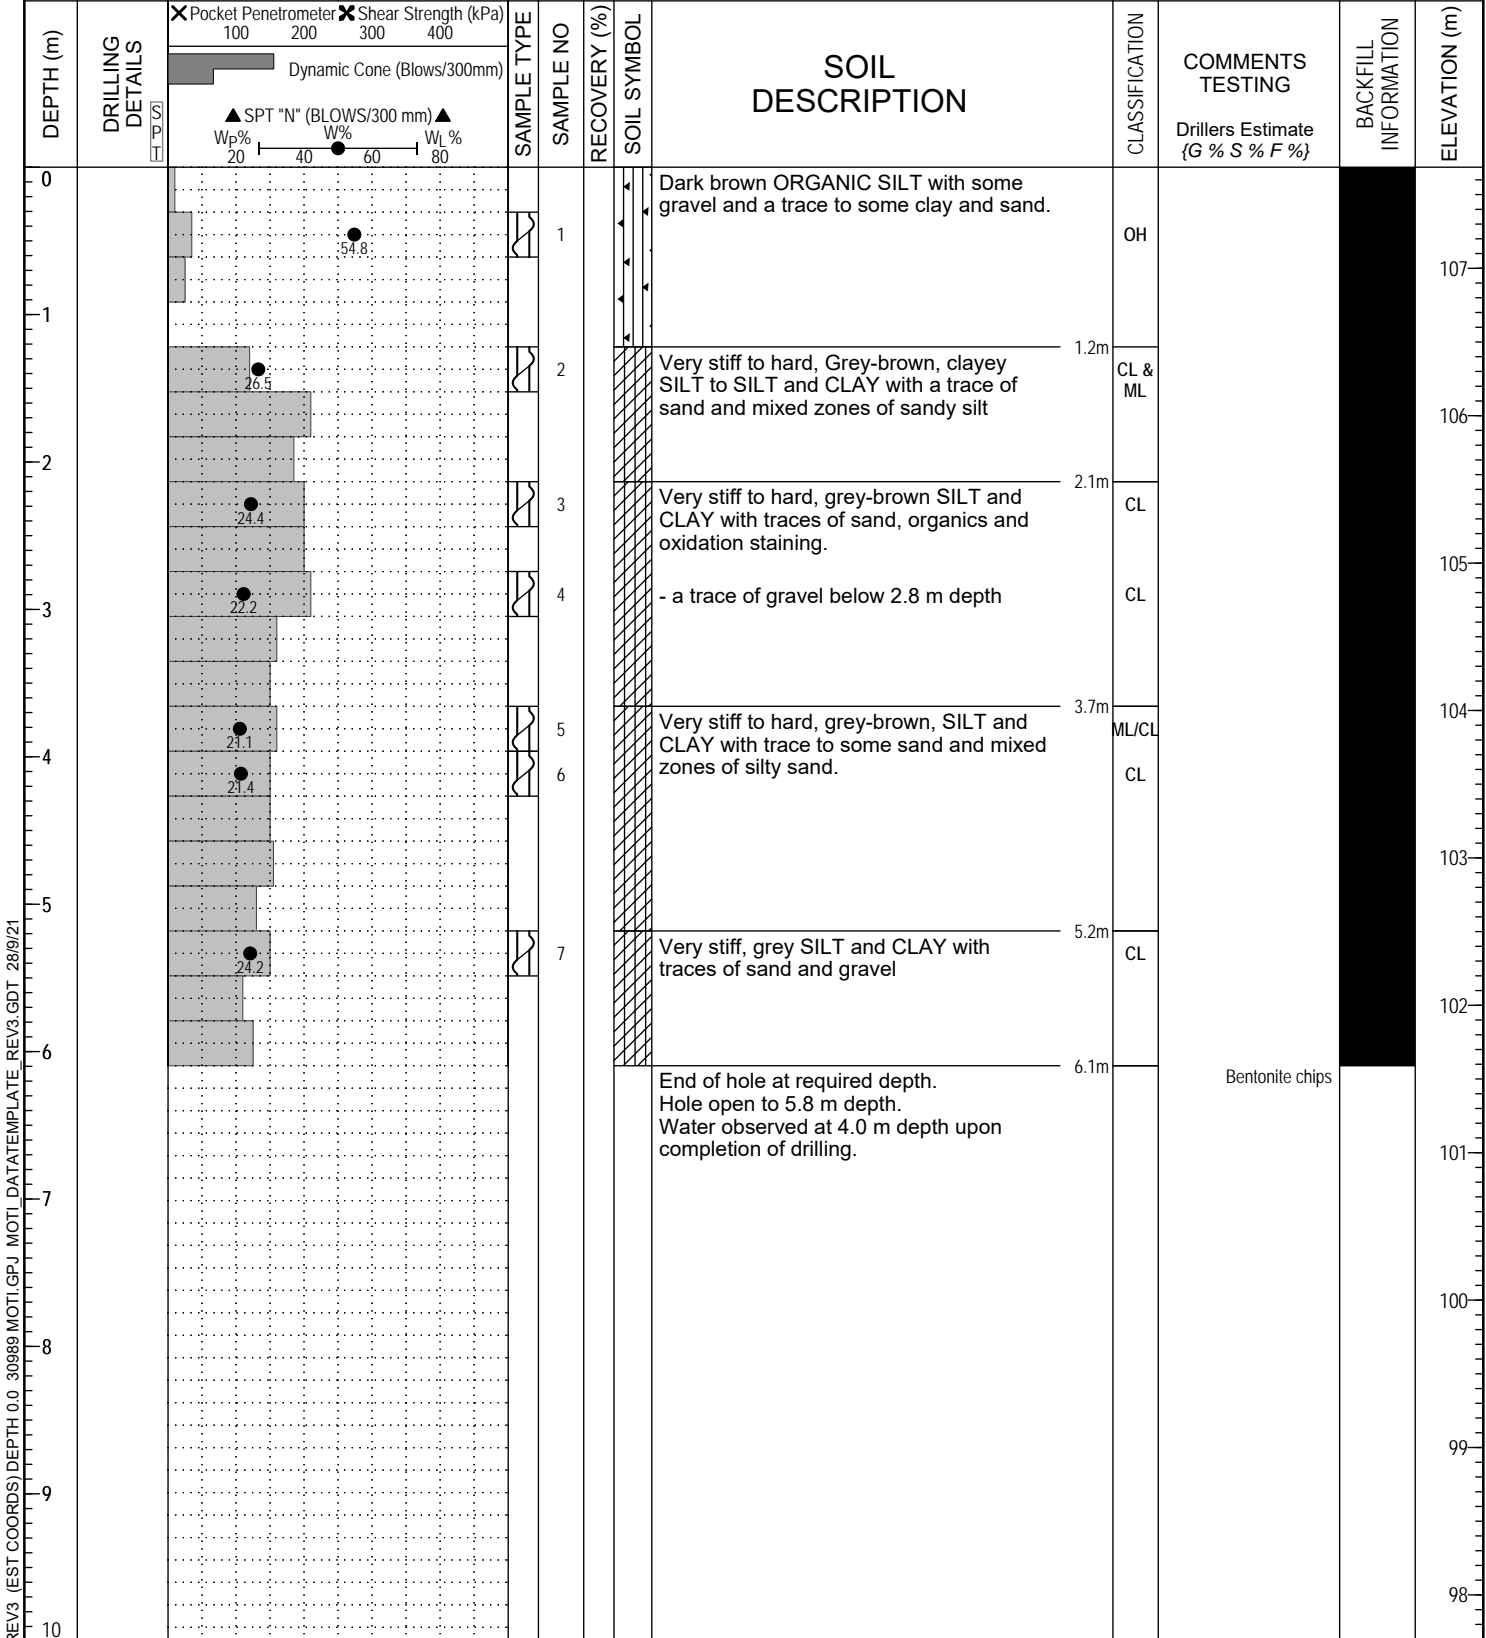 DEPTH (m)
DRILLING
DETAILS
SPT
Pocket Penetrometer Shear Strength (kPa)
100 200 300 400
Dynamic Cone (Blows/300mm)
▲ SPT "N" (BLOWS/300 mm) ▲
WP% W% WL%
20 40 60 80
SAMPLE TYPE
SAMPLE NO
RECOVERY (%)
SOIL SYMBOL
SOIL
DESCRIPTION
CLASSIFICATION
COMMENTS
TESTING
Drillers Estimate
{G % S % F %}
BACKFILL
INFORMATION
ELEVATION (m)
0
Dark brown ORGANIC SILT with some
gravel and a trace to some clay and sand.
54.8
1
OH
107
1
1.2m
Very stiff to hard, Grey-brown, clayey
SILT to SILT and CLAY with a trace of
sand and mixed zones of sandy silt
26.5
2
CL &
ML
106
2
2.1m
Very stiff to hard, grey-brown SILT and
CLAY with traces of sand, organics and
oxidation staining.
24.4
3
CL
105
- a trace of gravel below 2.8 m depth
22.2
4
CL
3
3.7m
104
Very stiff to hard, grey-brown, SILT and
CLAY with trace to some sand and mixed
zones of silty sand.
21.1
5
ML/CL
4
21.4
6
CL
103
5
5.2m
Very stiff, grey SILT and CLAY with
traces of sand and gravel
24.2
7
CL
102
6
6.1m
Bentonite chips
End of hole at required depth.
Hole open to 5.8 m depth.
Water observed at 4.0 m depth upon
completion of drilling.
101
7
100
8
99
9
98
10
REV3 (EST COORDS) DEPTH 0.0 30989 MOTI.GPJ MOTI_DATATEMPLATE_REV3.GDT 28/9/21